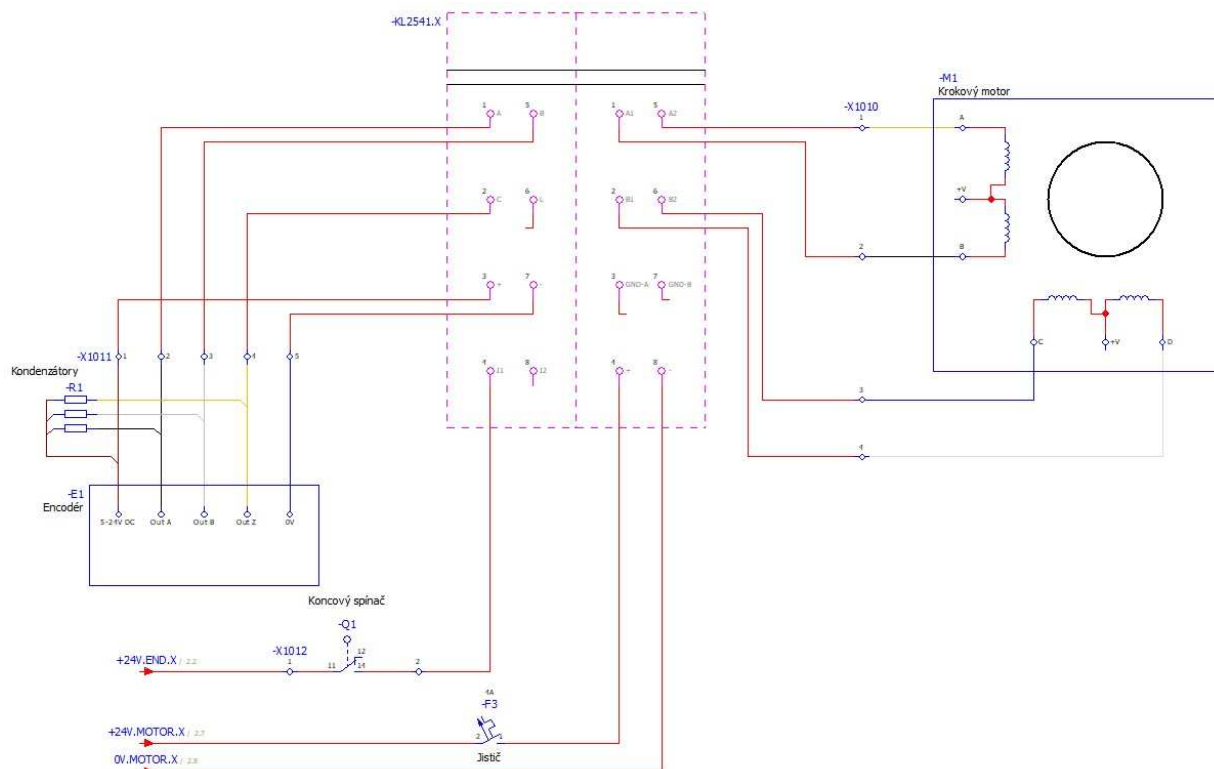 -KL2541.X
-M1
Krokový motor
-X1010
1 5 1 5
A B A1 A2
1 A
+V
2 6 2 6
C L B1 B2
2 B
3 7 3 7
+ - GND-A GND-B
C +V D
-X1011 1 2 3 4 5
Kondenzátory
-R1
4 8 4 8
I1 I2 + -
3
4
-E1
Encodér
5-24V DC Out A Out B Out Z 0V
Koncový spínač
-Q1
+24V.END.X / 2.2
-X1012
1 11 12 14 2
4A
-F3
+24V.MOTOR.X / 2.7
2 1
0V.MOTOR.X / 2.8
Jistič